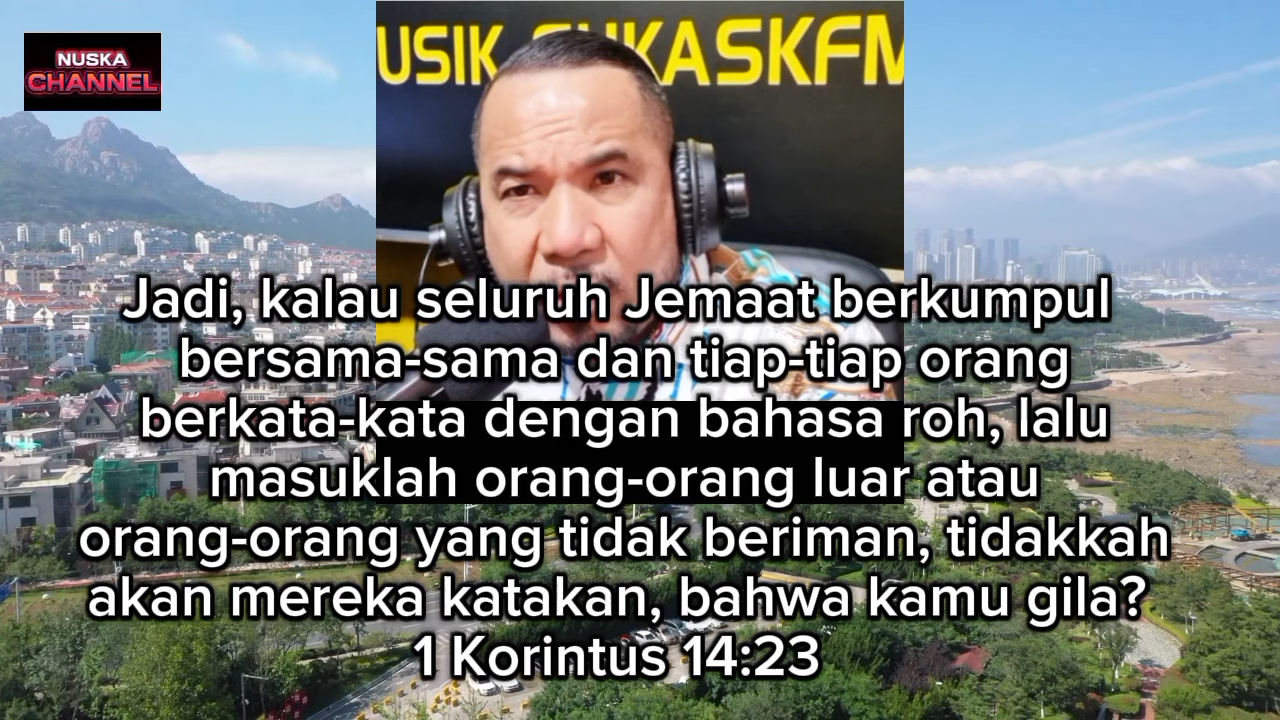 NUSKA
CHANNEL
USIK SUKASKFM
Jadi, kalau seluruh Jemaat berkumpul
bersama-sama dan tiap-tiap orang
berkata-kata dengan bahasa roh, lalu
masuklah orang-orang luar atau
orang-orang yang tidak beriman, tidakkah
akan mereka katakan, bahwa kamu gila?
1 Korintus 14:23